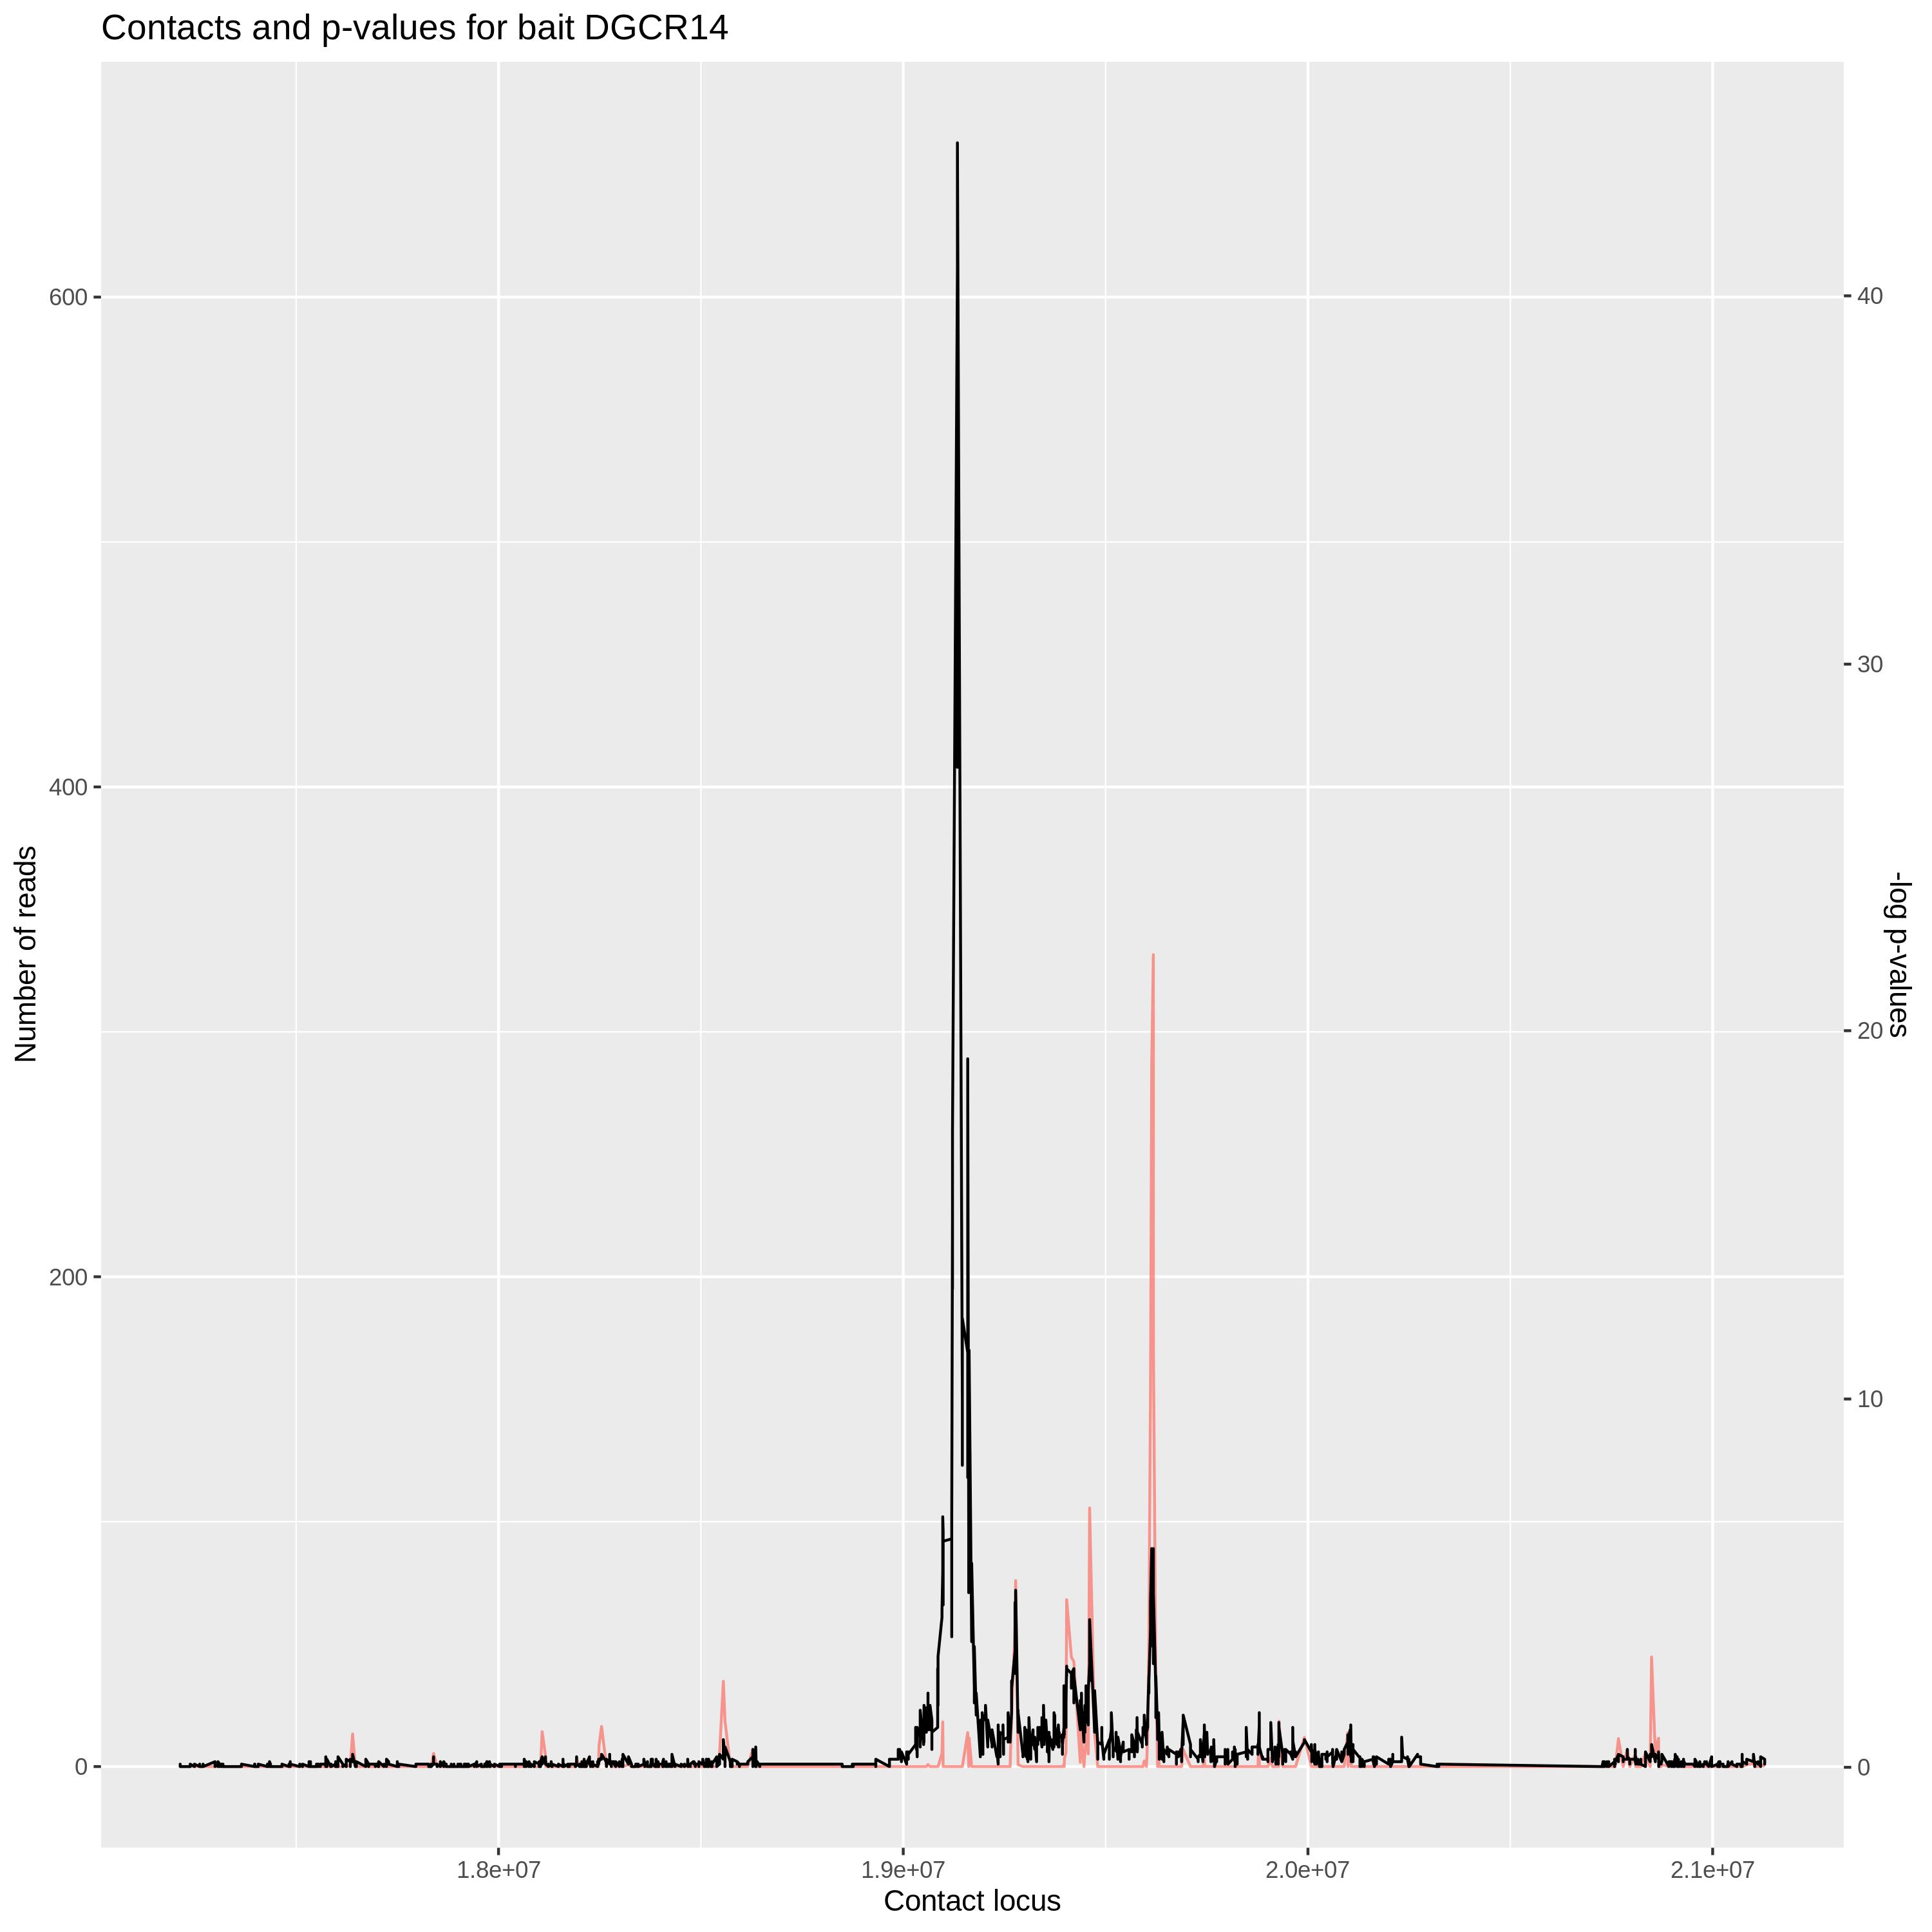 Contacts and p-values for bait DGCR14
600
400
200
0
Number of reads
40
30
20
10
0
-log p-values
1.8e+07
1.9e+07
2.0e+07
2.1e+07
Contact locus